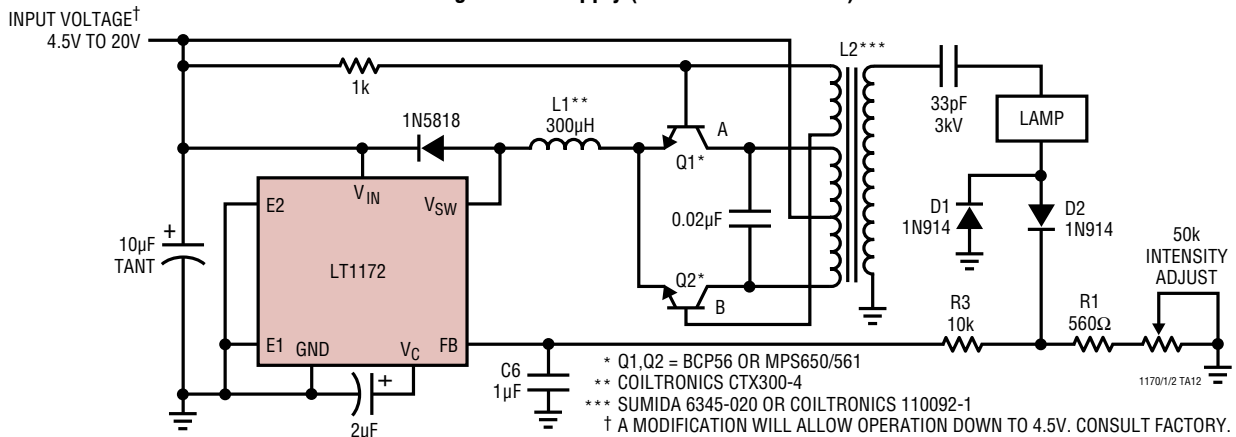 INPUT VOLTAGE†
4.5V TO 20V
1k
L2***
33pF
3kV
LAMP
L1**
300µH
1N5818
A
Q1*
VIN
E2
VSW
0.02µF
D1
1N914
D2
1N914
50k
INTENSITY
ADJUST
10µF
TANT
+
LT1172
Q2*
B
R3
10k
R1
560Ω
E1
GND
VC
FB
C6
1µF
+
2µF
* Q1,Q2 = BCP56 OR MPS650/561
** COILTRONICS CTX300-4
*** SUMIDA 6345-020 OR COILTRONICS 110092-1
† A MODIFICATION WILL ALLOW OPERATION DOWN TO 4.5V. CONSULT FACTORY.
1170/1/2 TA12